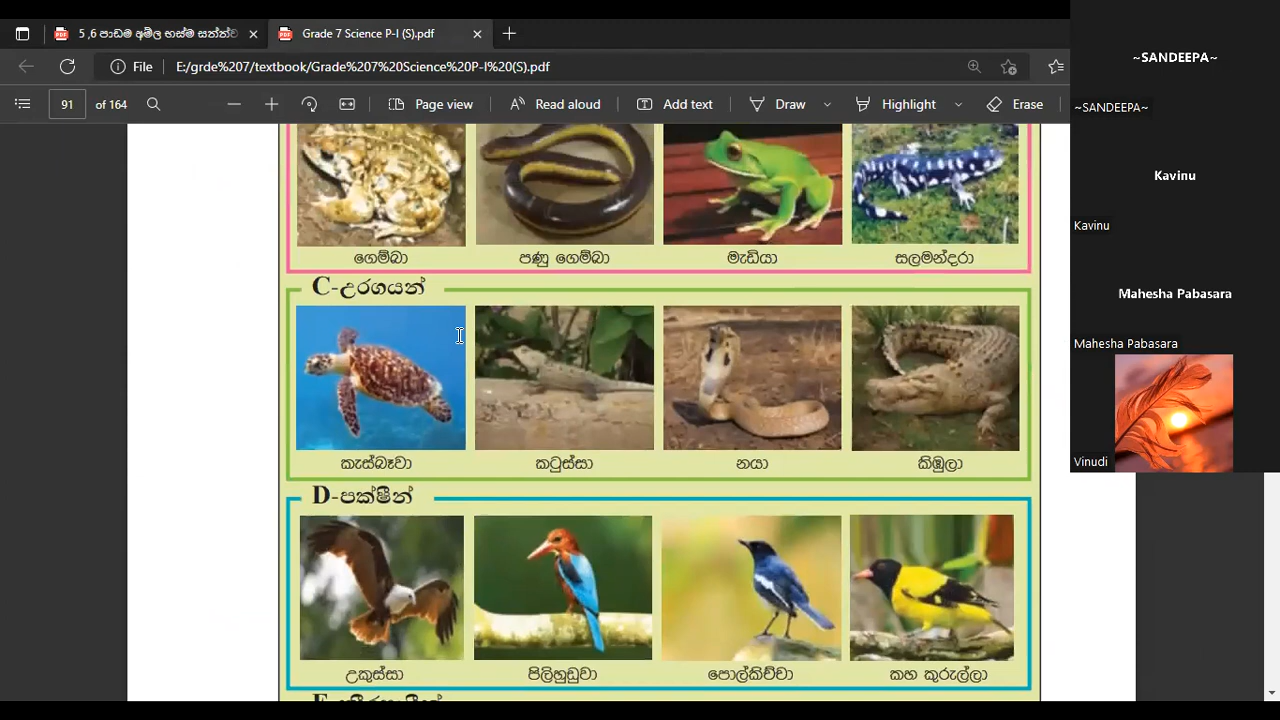 5 ,6 පාඩම අම්ල භස්ම සත්ත්ව
Grade 7 Science P-I (S).pdf
File
E:/grde%207/textbook/Grade%207%20Science%20P-I%20(S).pdf
91 of 164
Page view
Read aloud
Add text
Draw
Highlight
Erase
ගෙම්බා
පණු ගෙම්බා
මැඩියා
සලමන්දරා
C-උරගයන්
කැස්බෑවා
කටුස්සා
නයා
කිඹුලා
D-පක්ෂීන්
උකුස්සා
පිලිහුඩුවා
පොල්කිච්චා
කහ කුරුල්ලා
~SANDEEPA~
~SANDEEPA~
Kavinu
Kavinu
Mahesha Pabasara
Mahesha Pabasara
Vinudi